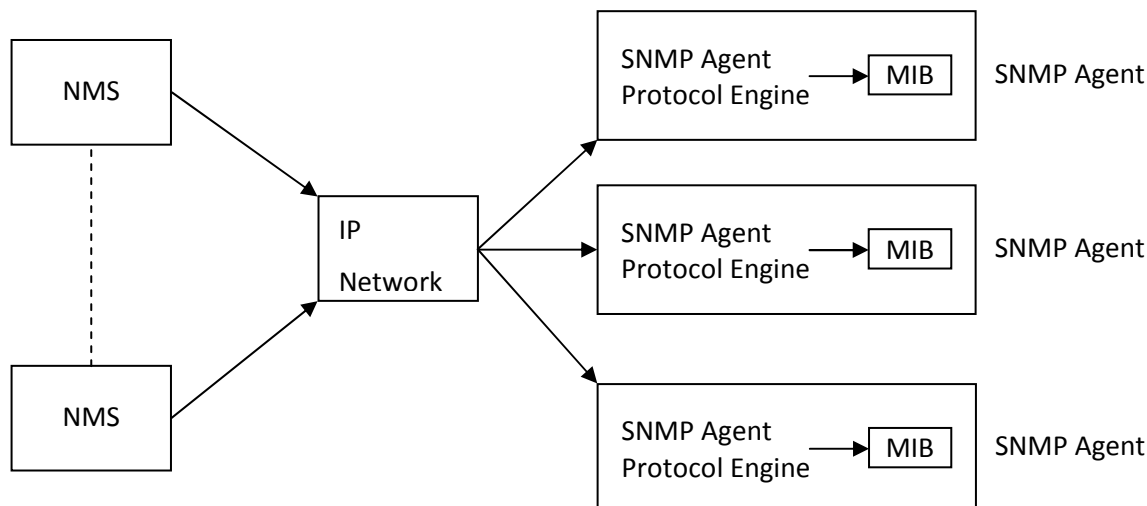 NMS
NMS
IP
Network
SNMP Agent
Protocol Engine
MIB
SNMP Agent
SNMP Agent
Protocol Engine
MIB
SNMP Agent
SNMP Agent
Protocol Engine
MIB
SNMP Agent